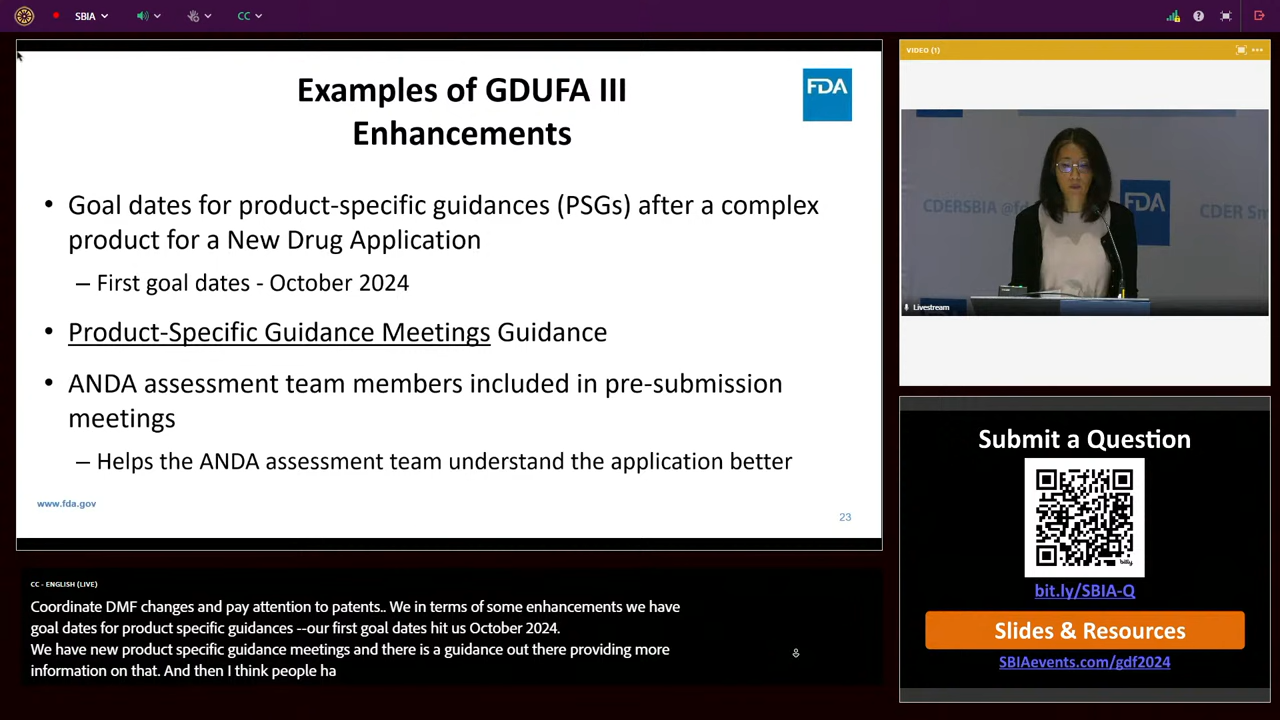 SBIA
CC
Examples of GDUFA III
Enhancements
FDA
• Goal dates for product-specific guidances (PSGs) after a complex
product for a New Drug Application
– First goal dates - October 2024
• Product-Specific Guidance Meetings Guidance
• ANDA assessment team members included in pre-submission
meetings
– Helps the ANDA assessment team understand the application better
www.fda.gov
23
CC - ENGLISH (LIVE)
Coordinate DMF changes and pay attention to patents.. We in terms of some enhancements we have
goal dates for product specific guidances --our first goal dates hit us October 2024.
We have new product specific guidance meetings and there is a guidance out there providing more
information on that. And then I think people ha
VIDEO (1)
CDERSBIA @fd
FDA
CDER Sm
Livestream
Submit a Question
bitly
bit.ly/SBIA-Q
Slides & Resources
SBIAevents.com/gdf2024